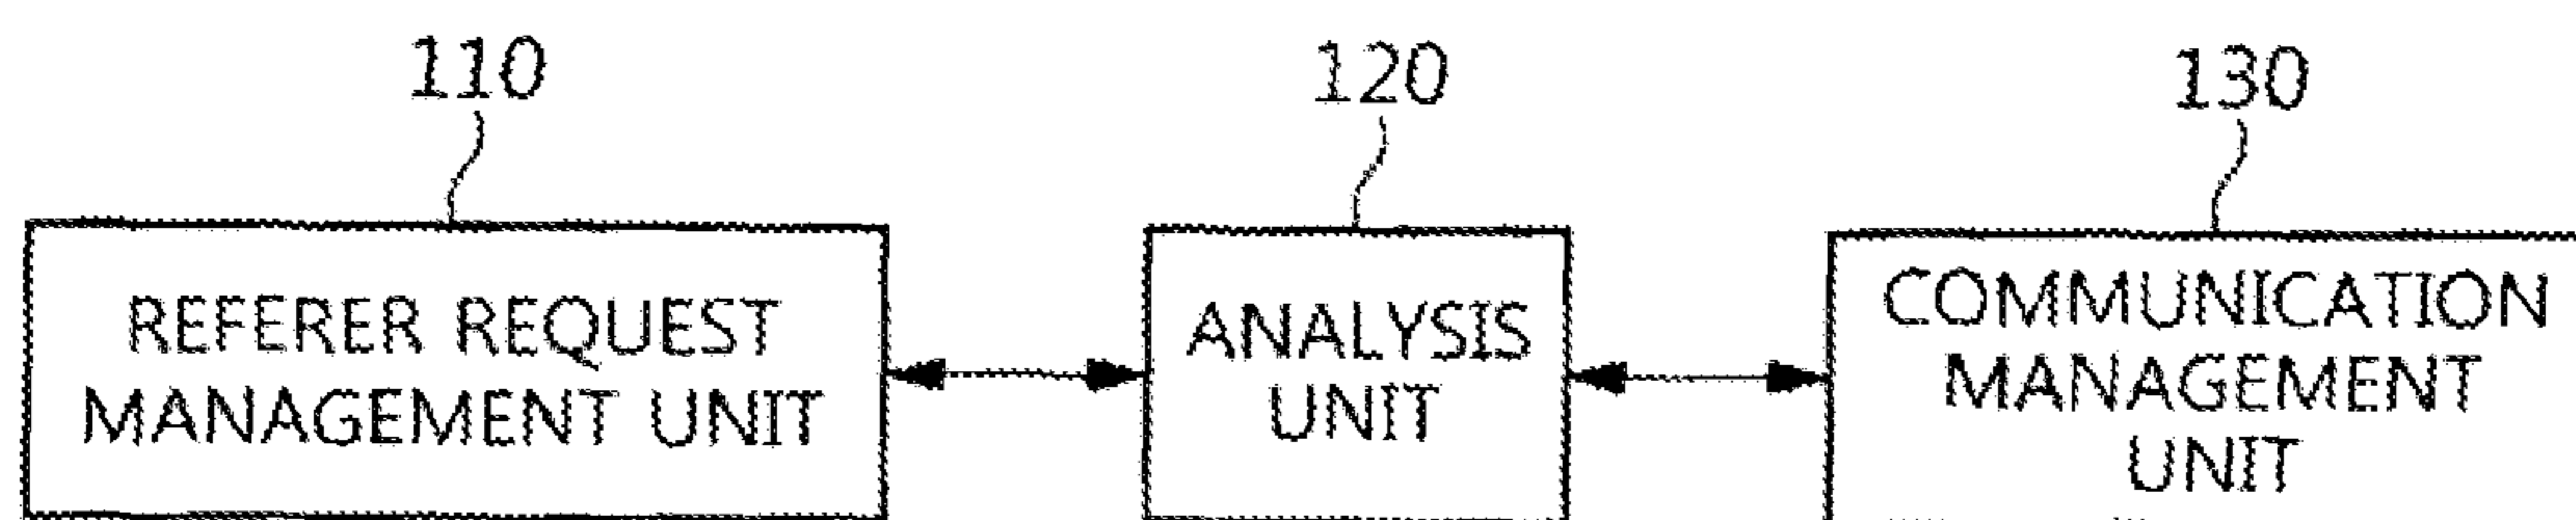 110
120
130
REFERER REQUEST
MANAGEMENT UNIT
ANALYSIS
UNIT
COMMUNICATION
MANAGEMENT
UNIT